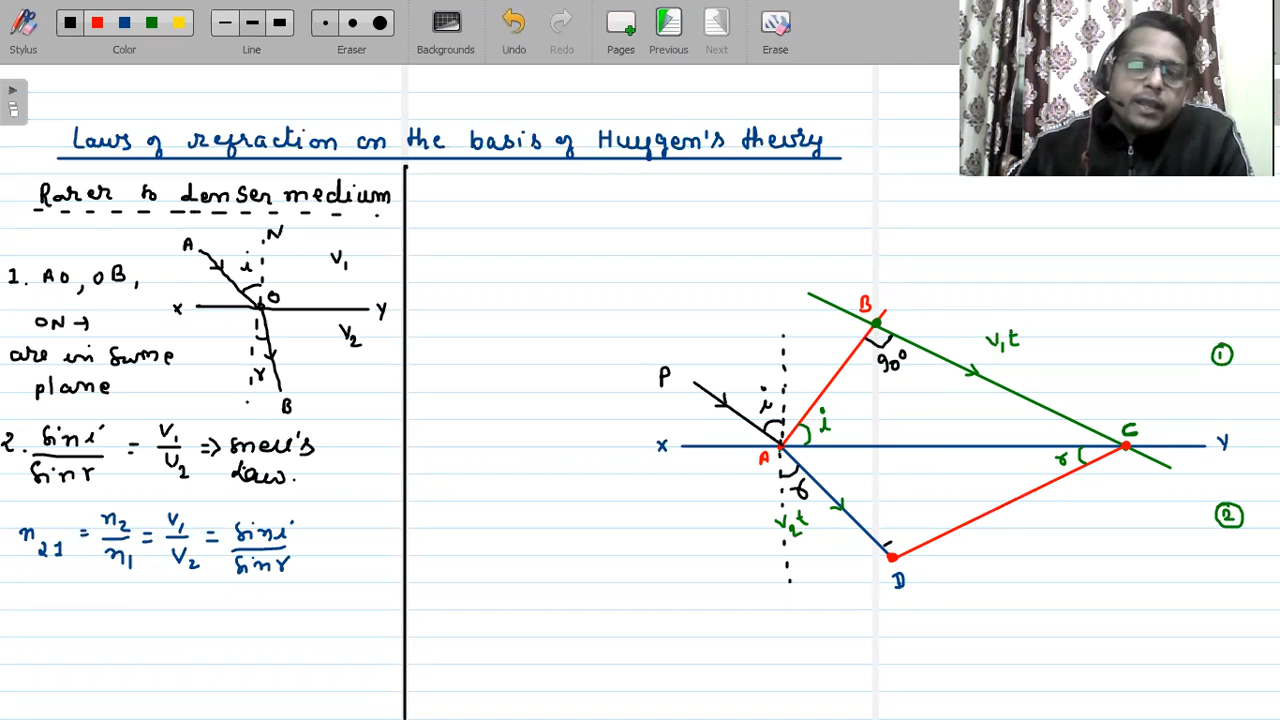 Stylus
Color
Line
Eraser
Backgrounds
Undo
Redo
Pages
Previous
Next
Erase
Laws of refraction on the basis of Huygen's theory
Rarer to denser medium
A
N
i
V1
X
O
Y
V2
r
B
1. AO, OB,
ON →
are in same
plane
2. sin i / sin r = V1 / V2 ⇒ Snell's
Law.
n21 = n2 / n1 = V1 / V2 = sin i / sin r
B
90°
v1t
①
P
i
i
X
A
C
Y
r
r
v2t
②
D